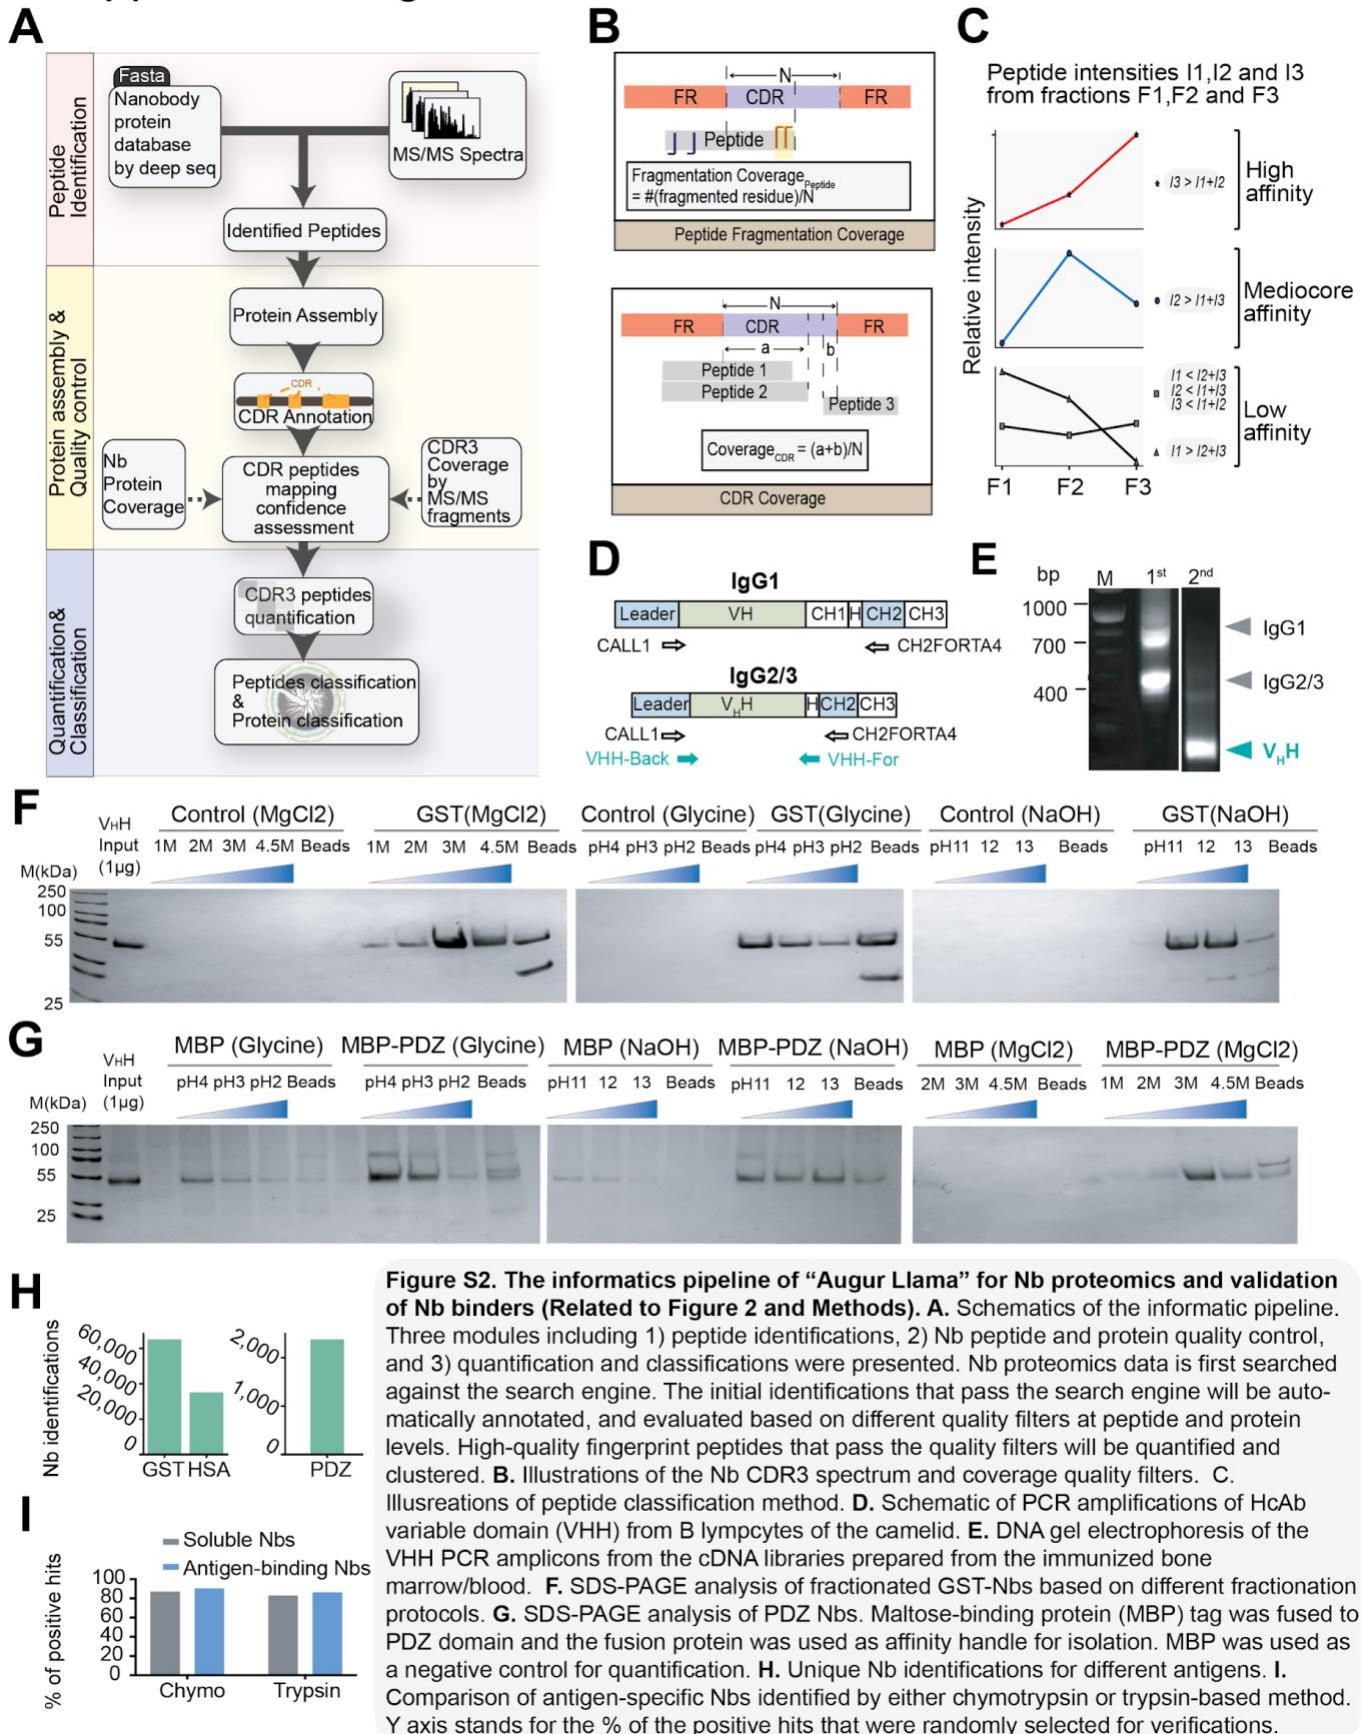 A
Peptide
Identification
Fasta
Nanobody
protein
database
by deep seq
MS/MS Spectra
Identified Peptides
Protein assembly &
Quality control
Protein Assembly
CDR
CDR Annotation
Nb
Protein
Coverage
CDR peptides
mapping
confidence
assessment
CDR3
Coverage
by
MS/MS
fragments
Quantification&
Classification
CDR3 peptides
quantification
Peptides classification
&
Protein classification
B
N
FR CDR FR
Peptide
Fragmentation Coverage Peptide
= #(fragmented residue)/N
Peptide Fragmentation Coverage
N
FR CDR FR
a b
Peptide 1
Peptide 2
Peptide 3
Coverage CDR = (a+b)/N
CDR Coverage
C
Peptide intensities I1,I2 and I3
from fractions F1,F2 and F3
Relative intensity
I3 > I1+I2
High
affinity
I2 > I1+I3
Mediocore
affinity
I1 < I2+I3
I2 < I1+I3
I3 < I1+I2
I1 > I2+I3
Low
affinity
F1 F2 F3
D
IgG1
Leader VH CH1 H CH2 CH3
CALL1 CH2FORTA4
IgG2/3
Leader VHH H CH2 CH3
CALL1 CH2FORTA4
VHH-Back VHH-For
E
bp M 1st 2nd
1000
700
400
IgG1
IgG2/3
VHH
F
VHH
Input
(1µg)
M(kDa)
Control (MgCl2) GST(MgCl2) Control (Glycine) GST(Glycine) Control (NaOH) GST(NaOH)
1M 2M 3M 4.5M Beads 1M 2M 3M 4.5M Beads pH4 pH3 pH2 Beads pH4 pH3 pH2 Beads pH11 12 13 Beads pH11 12 13 Beads
250
100
55
25
G
VHH
Input
(1µg)
M(kDa)
MBP (Glycine) MBP-PDZ (Glycine) MBP (NaOH) MBP-PDZ (NaOH) MBP (MgCl2) MBP-PDZ (MgCl2)
pH4 pH3 pH2 Beads pH4 pH3 pH2 Beads pH11 12 13 Beads pH11 12 13 Beads 2M 3M 4.5M Beads 1M 2M 3M 4.5M Beads
250
100
55
25
H
Nb identifications
60,000
40,000
20,000
0
GST HSA
2,000
1,000
0
PDZ
I
Soluble Nbs
Antigen-binding Nbs
% of positive hits
100
80
60
40
20
0
Chymo Trypsin
Figure S2. The informatics pipeline of “Augur Llama” for Nb proteomics and validation
of Nb binders (Related to Figure 2 and Methods). A. Schematics of the informatic pipeline.
Three modules including 1) peptide identifications, 2) Nb peptide and protein quality control,
and 3) quantification and classifications were presented. Nb proteomics data is first searched
against the search engine. The initial identifications that pass the search engine will be auto-
matically annotated, and evaluated based on different quality filters at peptide and protein
levels. High-quality fingerprint peptides that pass the quality filters will be quantified and
clustered. B. Illustrations of the Nb CDR3 spectrum and coverage quality filters. C.
Illusreations of peptide classification method. D. Schematic of PCR amplifications of HcAb
variable domain (VHH) from B lympcytes of the camelid. E. DNA gel electrophoresis of the
VHH PCR amplicons from the cDNA libraries prepared from the immunized bone
marrow/blood. F. SDS-PAGE analysis of fractionated GST-Nbs based on different fractionation
protocols. G. SDS-PAGE analysis of PDZ Nbs. Maltose-binding protein (MBP) tag was fused to
PDZ domain and the fusion protein was used as affinity handle for isolation. MBP was used as
a negative control for quantification. H. Unique Nb identifications for different antigens. I.
Comparison of antigen-specific Nbs identified by either chymotrypsin or trypsin-based method.
Y axis stands for the % of the positive hits that were randomly selected for verifications.